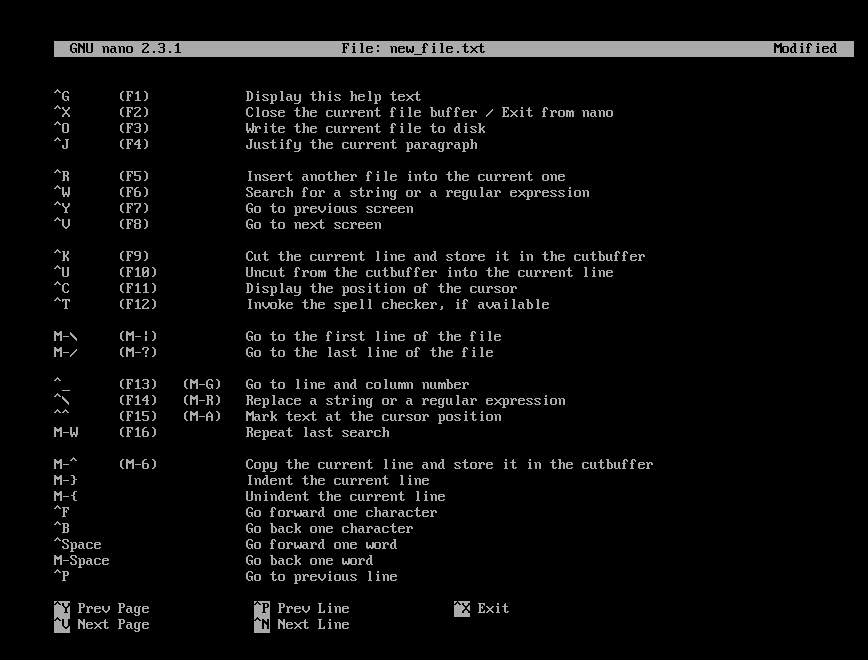 GNU nano 2.3.1 File: new_file.txt Modified
^G (F1) Display this help text
^X (F2) Close the current file buffer / Exit from nano
^O (F3) Write the current file to disk
^J (F4) Justify the current paragraph
^R (F5) Insert another file into the current one
^W (F6) Search for a string or a regular expression
^Y (F7) Go to previous screen
^V (F8) Go to next screen
^K (F9) Cut the current line and store it in the cutbuffer
^U (F10) Uncut from the cutbuffer into the current line
^C (F11) Display the position of the cursor
^T (F12) Invoke the spell checker, if available
M-\ (M-|) Go to the first line of the file
M-/ (M-?) Go to the last line of the file
^_ (F13) (M-G) Go to line and column number
^\ (F14) (M-R) Replace a string or a regular expression
^^ (F15) (M-A) Mark text at the cursor position
M-W (F16) Repeat last search
M-^ (M-6) Copy the current line and store it in the cutbuffer
M-} Indent the current line
M-{ Unindent the current line
^F Go forward one character
^B Go back one character
^Space Go forward one word
M-Space Go back one word
^P Go to previous line
^Y Prev Page ^P Prev Line ^X Exit
^V Next Page ^N Next Line